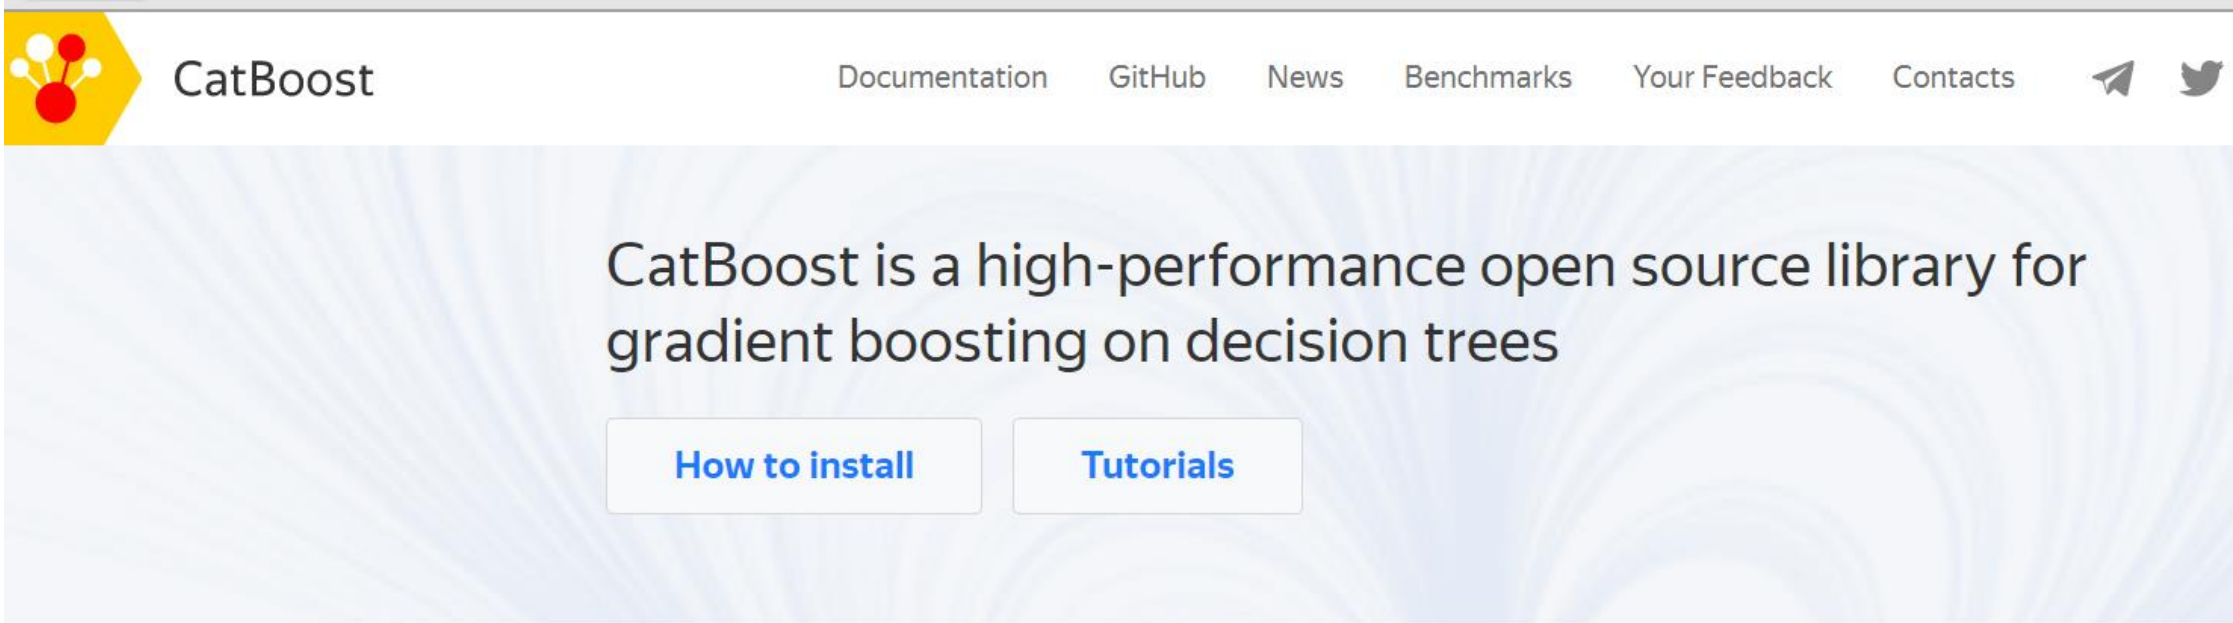 CatBoost
Documentation GitHub News Benchmarks Your Feedback Contacts
CatBoost is a high-performance open source library for
gradient boosting on decision trees
How to install Tutorials